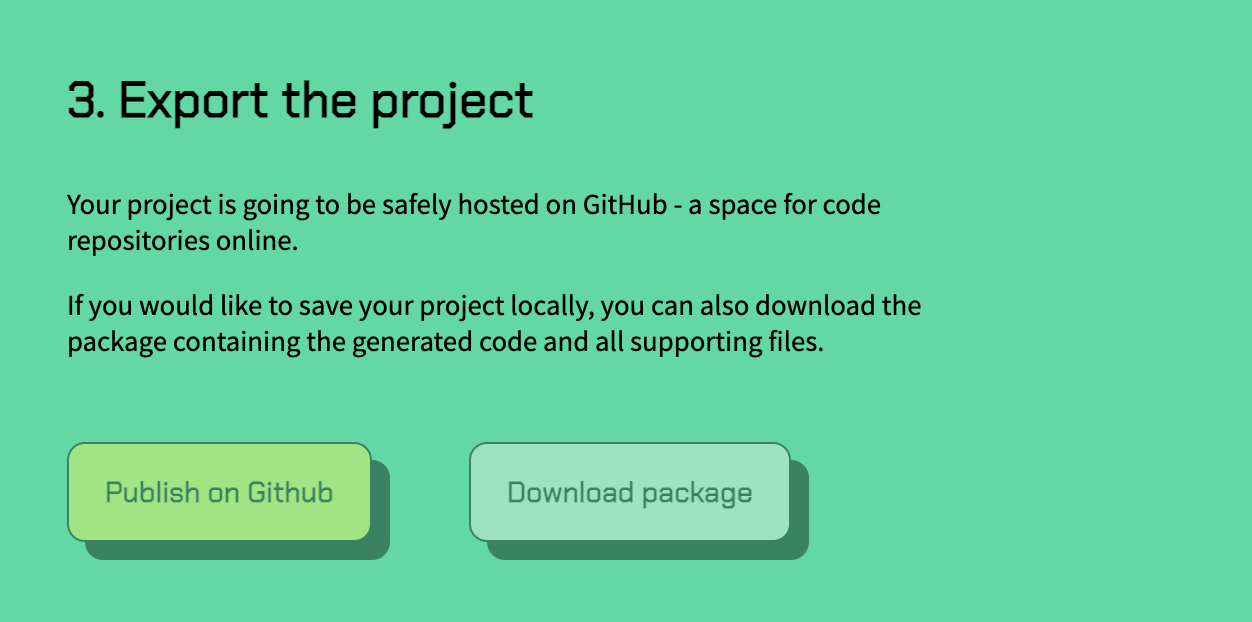 3. Export the project
Your project is going to be safely hosted on GitHub - a space for code
repositories online.
If you would like to save your project locally, you can also download the
package containing the generated code and all supporting files.
Publish on Github
Download package